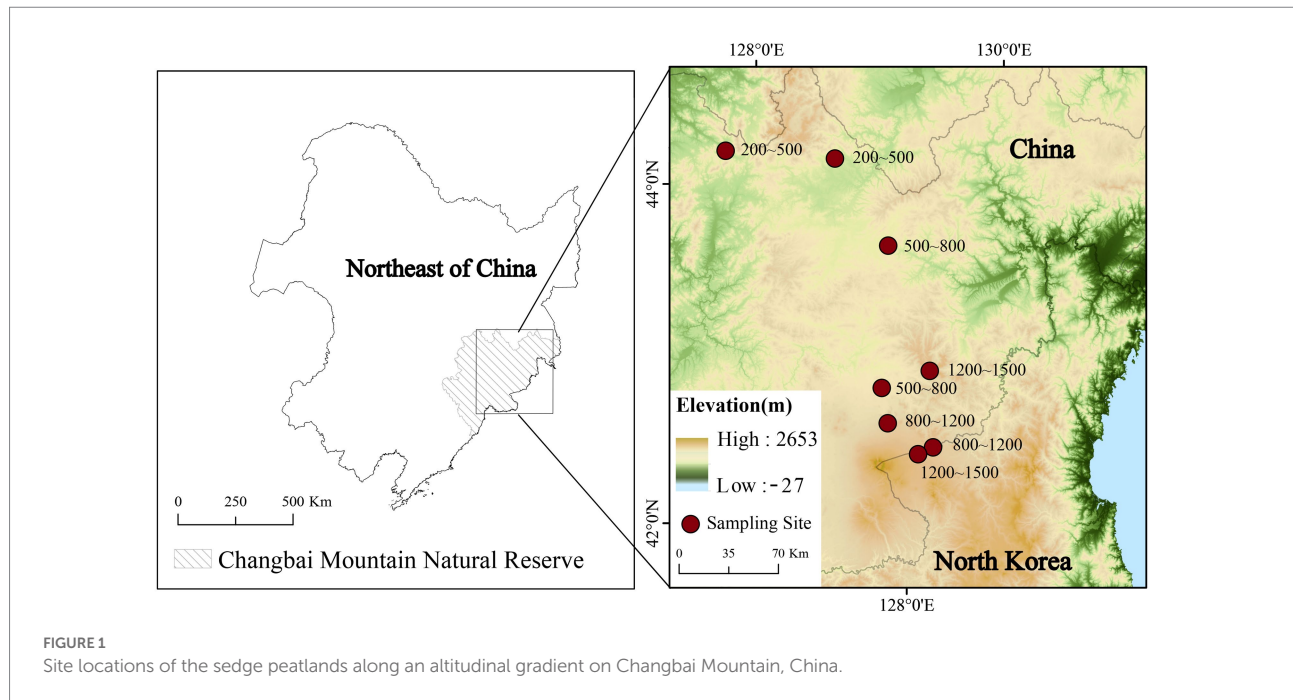 128°0'E
130°0'E
44°0'N
42°0'N
Northeast of China
0 250 500 Km
Changbai Mountain Natural Reserve
China
200~500
200~500
500~800
1200~1500
500~800
800~1200
800~1200
1200~1500
Elevation(m)
High : 2653
Low : -27
Sampling Site
0 35 70 Km
North Korea
128°0'E
FIGURE 1
Site locations of the sedge peatlands along an altitudinal gradient on Changbai Mountain, China.